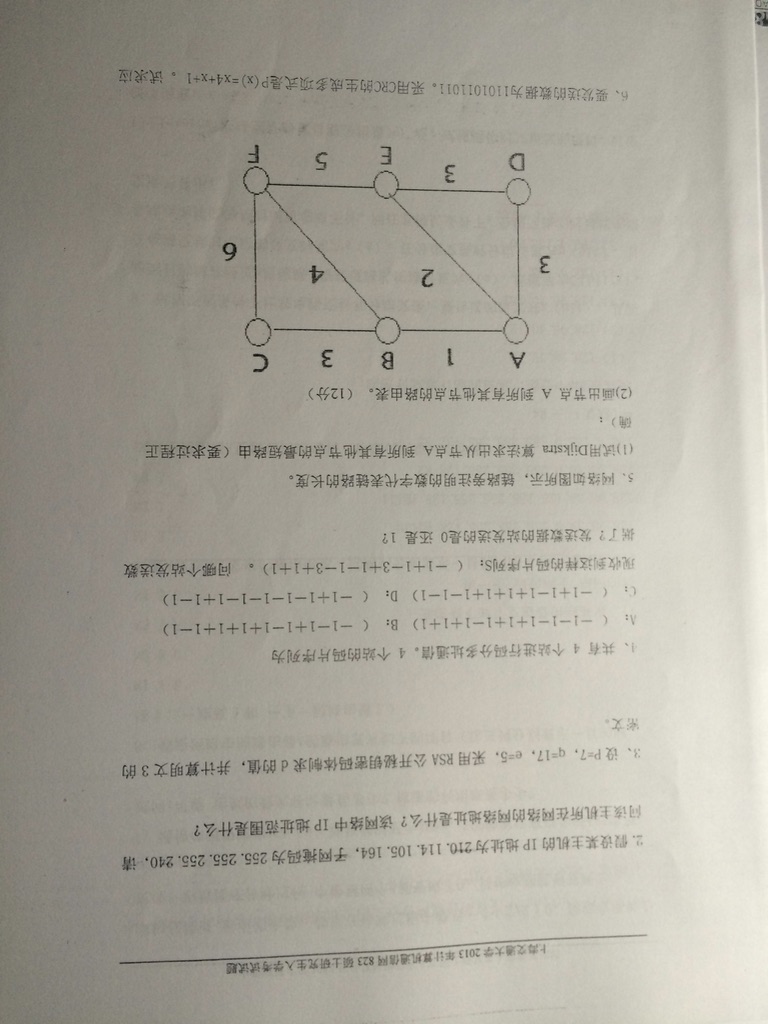 上海交通大学2013年计算机通信网823硕士研究生入学考试试题
2.假设某主机的IP地址为210.114.105.164，子网掩码为255.255.255.240，请
问该主机所在网络的网络地址是什么？该网络中IP地址范围是什么？
3、设P=7，q=17，e=5，采用RSA公开秘钥密码体制求d的值，并计算明文3的
密文。
4、共有 4 个站进行码分多址通信。4 个站的码片序列为
A：（ －1－1－1＋1＋1－1＋1＋1） B：（ －1－1＋1－1＋1＋1＋1－1）
C：（ －1＋1－1＋1＋1＋1－1－1） D：（ －1＋1－1－1－1－1＋1－1）
现收到这样的码片序列S：（ －1＋1－3＋1－1－3＋1＋1）。 问哪个站发送数
据了？发送数据的站发送的是0 还是 1？
5、网络如图所示，链路旁注明的数字代表链路的长度。
(1)试用Dijkstra 算法求出从节点A 到所有其他节点的最短路由（要求过程正
确）；
(2)画出节点 A 到所有其他节点的路由表。（12分）
A 1 B 3 C
3 2 4 6
D 3 E 5 F
6、要发送的数据为1101011011。采用CRC的生成多项式是P(x)=x4+x+1 。试求应